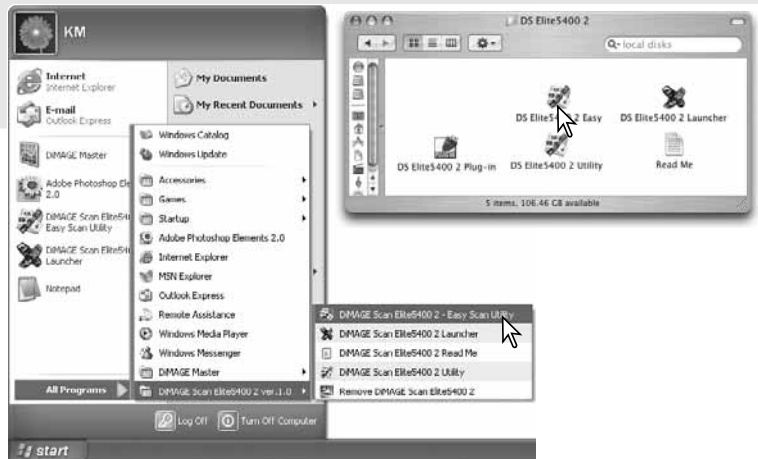 KM
Internet
Internet Explorer
E-mail
Outlook Express
DiMAGE Master
Adobe Photoshop Ele
2.0
DiMAGE Scan Elite54
Easy Scan Utility
DiMAGE Scan Elite54
Launcher
Notepad
All Programs
My Documents
My Recent Documents
Windows Catalog
Windows Update
Accessories
Games
Startup
Adobe Photoshop Elements 2.0
Internet Explorer
MSN Explorer
Outlook Express
Remote Assistance
Windows Media Player
Windows Messenger
DiMAGE Master
DiMAGE Scan Elite5400 2 ver.1.0
DiMAGE Scan Elite5400 2 - Easy Scan Utility
DiMAGE Scan Elite5400 2 Launcher
DiMAGE Scan Elite5400 2 Read Me
DiMAGE Scan Elite5400 2 Utility
Remove DiMAGE Scan Elite5400 2
Log Off
Turn Off Computer
start
DS Elite5400 2
local disks
DS Elite5400 2 Easy
DS Elite5400 2 Launcher
DS Elite5400 2 Plug-in
DS Elite5400 2 Utility
Read Me
5 items, 106.46 GB available